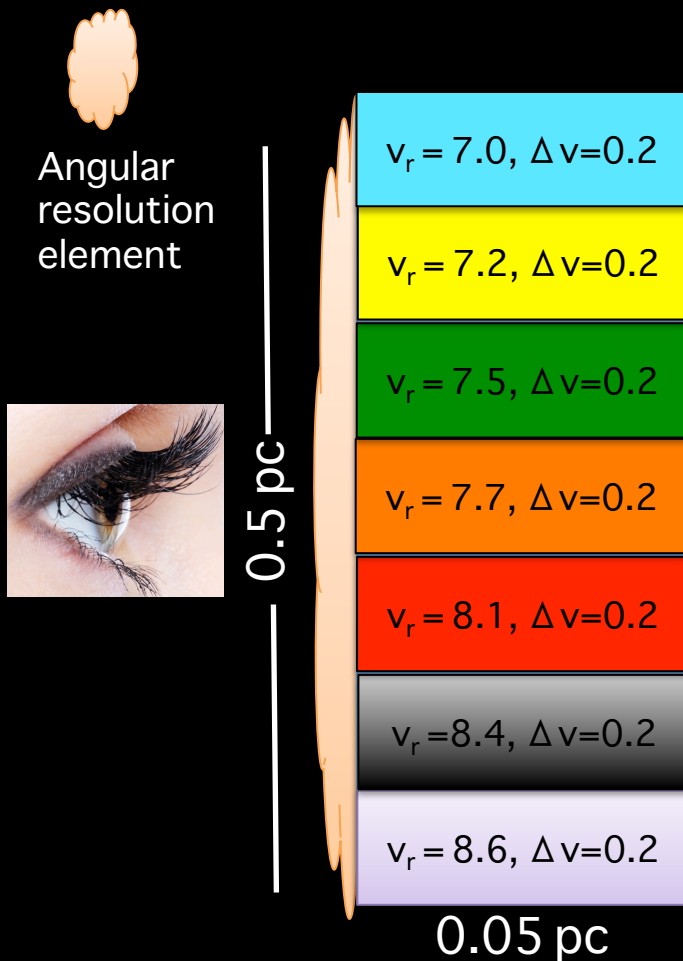 Angular
resolution
element
0.5 pc
vᵣ = 7.0, Δv=0.2
vᵣ = 7.2, Δv=0.2
vᵣ = 7.5, Δv=0.2
vᵣ = 7.7, Δv=0.2
vᵣ = 8.1, Δv=0.2
vᵣ =8.4, Δv=0.2
vᵣ = 8.6, Δv=0.2
0.05 pc